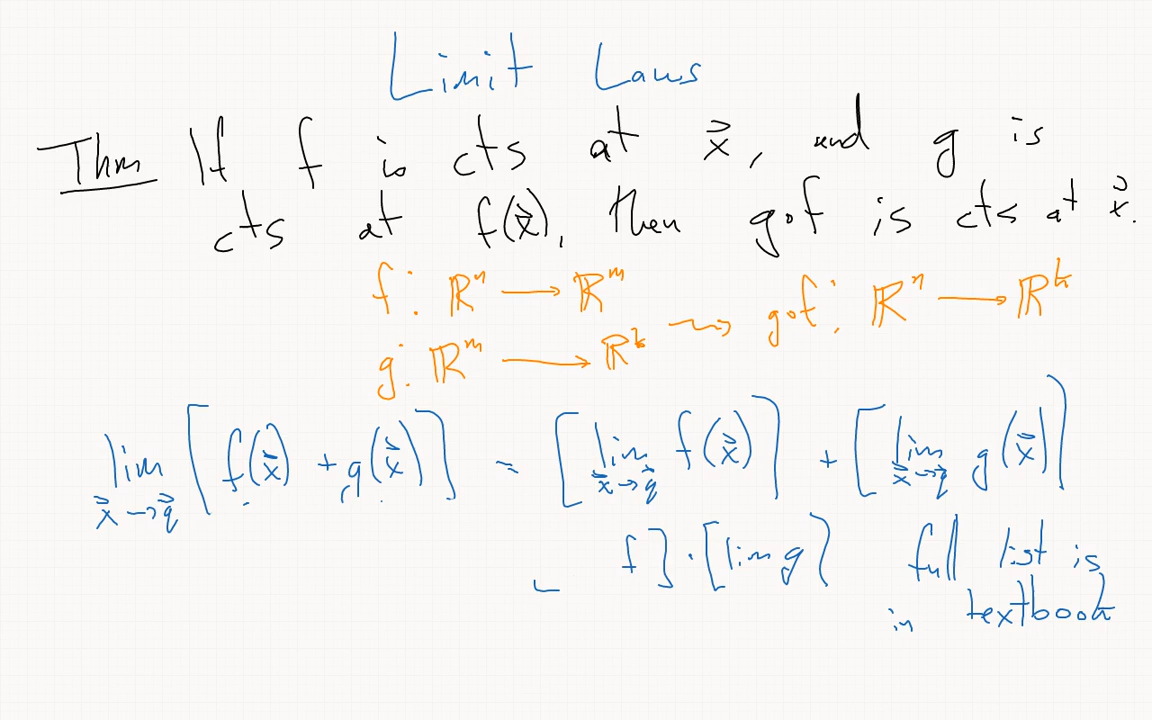 Limit Laws
Thm If f is cts at x⃗, and g is
cts at f(x⃗), then g∘f is cts at x⃗.
f: ℝⁿ → ℝᵐ
g: ℝᵐ → ℝᵏ ⇝ g∘f: ℝⁿ → ℝᵏ
lim x⃗→q⃗ [f(x⃗) + g(x⃗)] = [lim x⃗→q⃗ f(x⃗)] + [lim x⃗→q⃗ g(x⃗)]
f] · [lim g] full list is
in textbook